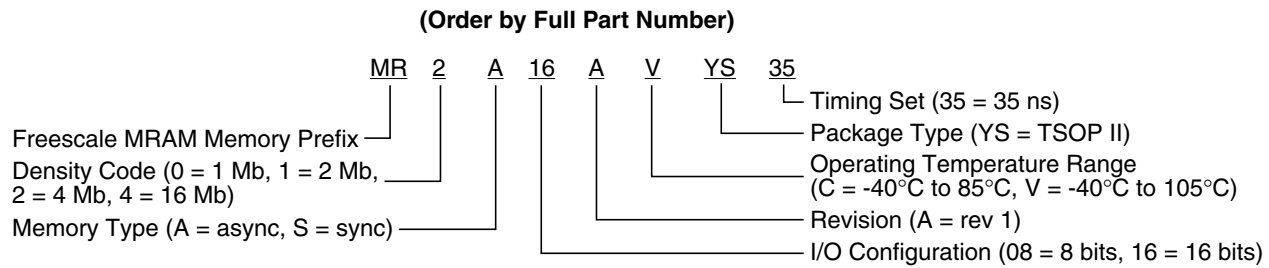 (Order by Full Part Number)
MR 2 A 16 A V YS 35
Timing Set (35 = 35 ns)
Freescale MRAM Memory Prefix
Package Type (YS = TSOP II)
Density Code (0 = 1 Mb, 1 = 2 Mb,
2 = 4 Mb, 4 = 16 Mb)
Operating Temperature Range
(C = -40°C to 85°C, V = -40°C to 105°C)
Memory Type (A = async, S = sync)
Revision (A = rev 1)
I/O Configuration (08 = 8 bits, 16 = 16 bits)